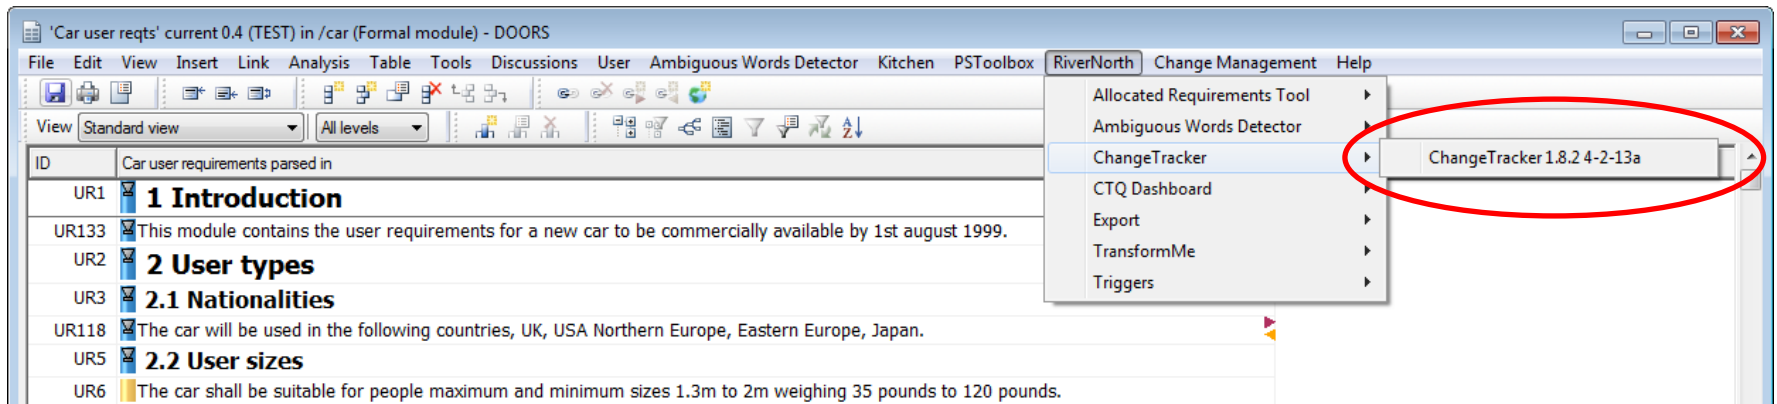 'Car user reqts' current 0.4 (TEST) in /car (Formal module) - DOORS
File Edit View Insert Link Analysis Table Tools Discussions User Ambiguous Words Detector Kitchen PSToolbox RiverNorth Change Management Help
Allocated Requirements Tool
View Standard view All levels
Ambiguous Words Detector
ID Car user requirements parsed in
ChangeTracker
ChangeTracker 1.8.2 4-2-13a
UR1 1 Introduction
CTQ Dashboard
UR133 This module contains the user requirements for a new car to be commercially available by 1st august 1999.
Export
UR2 2 User types
TransformMe
UR3 2.1 Nationalities
Triggers
UR118 The car will be used in the following countries, UK, USA Northern Europe, Eastern Europe, Japan.
UR5 2.2 User sizes
UR6 The car shall be suitable for people maximum and minimum sizes 1.3m to 2m weighing 35 pounds to 120 pounds.